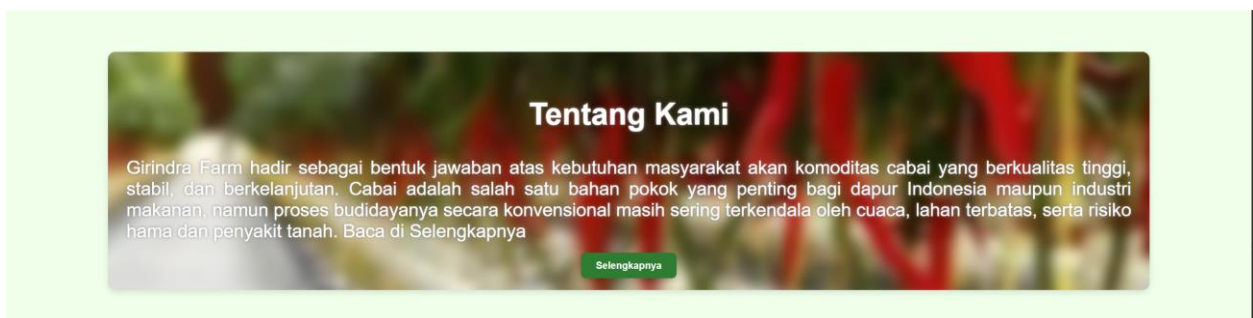 Tentang Kami
Girindra Farm hadir sebagai bentuk jawaban atas kebutuhan masyarakat akan komoditas cabai yang berkualitas tinggi,
stabil, dan berkelanjutan. Cabai adalah salah satu bahan pokok yang penting bagi dapur Indonesia maupun industri
makanan, namun proses budidayanya secara konvensional masih sering terkendala oleh cuaca, lahan terbatas, serta risiko
hama dan penyakit tanah. Baca di Selengkapnya
Selengkapnya